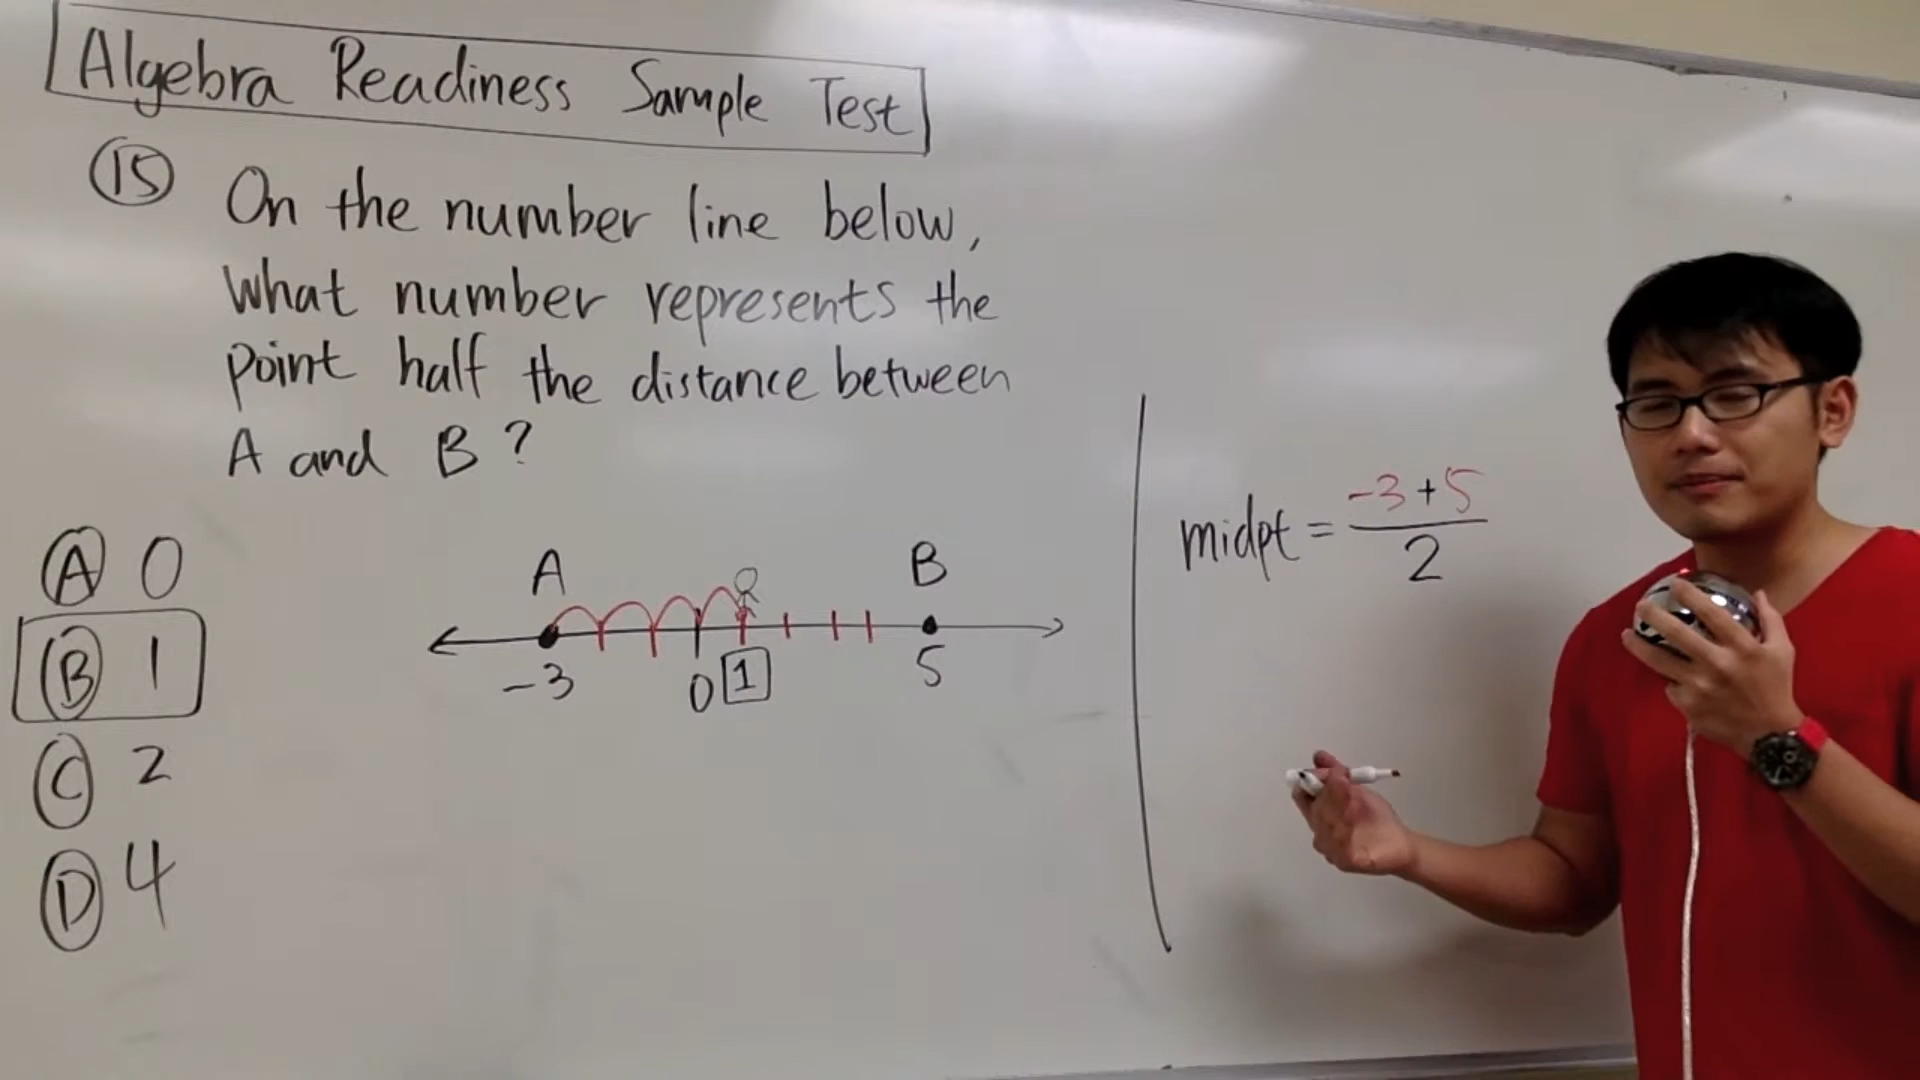 Algebra Readiness Sample Test
15 On the number line below,
What number represents the
point half the distance between
A and B?
A 0
B 1
C 2
D 4
A B
-3 0 1 5
midpt = -3+5
2